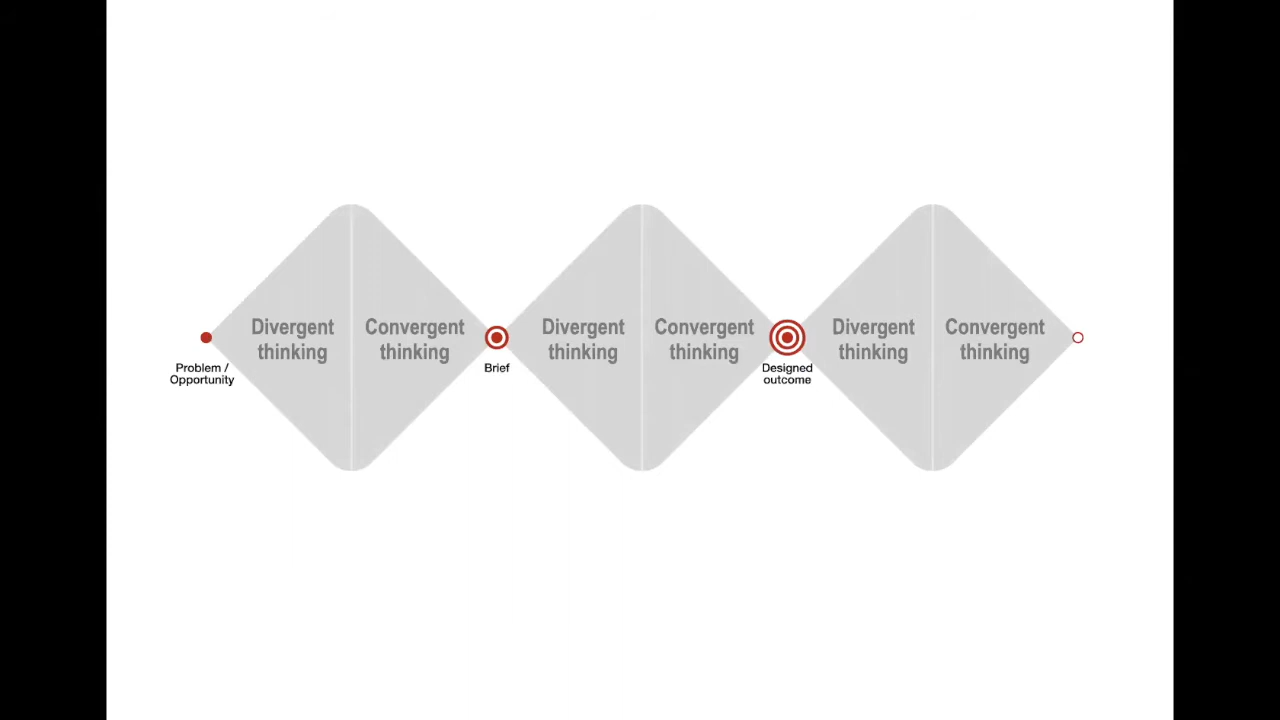 Divergent
thinking
Convergent
thinking
Divergent
thinking
Convergent
thinking
Divergent
thinking
Convergent
thinking
Problem /
Opportunity
Brief
Designed
outcome